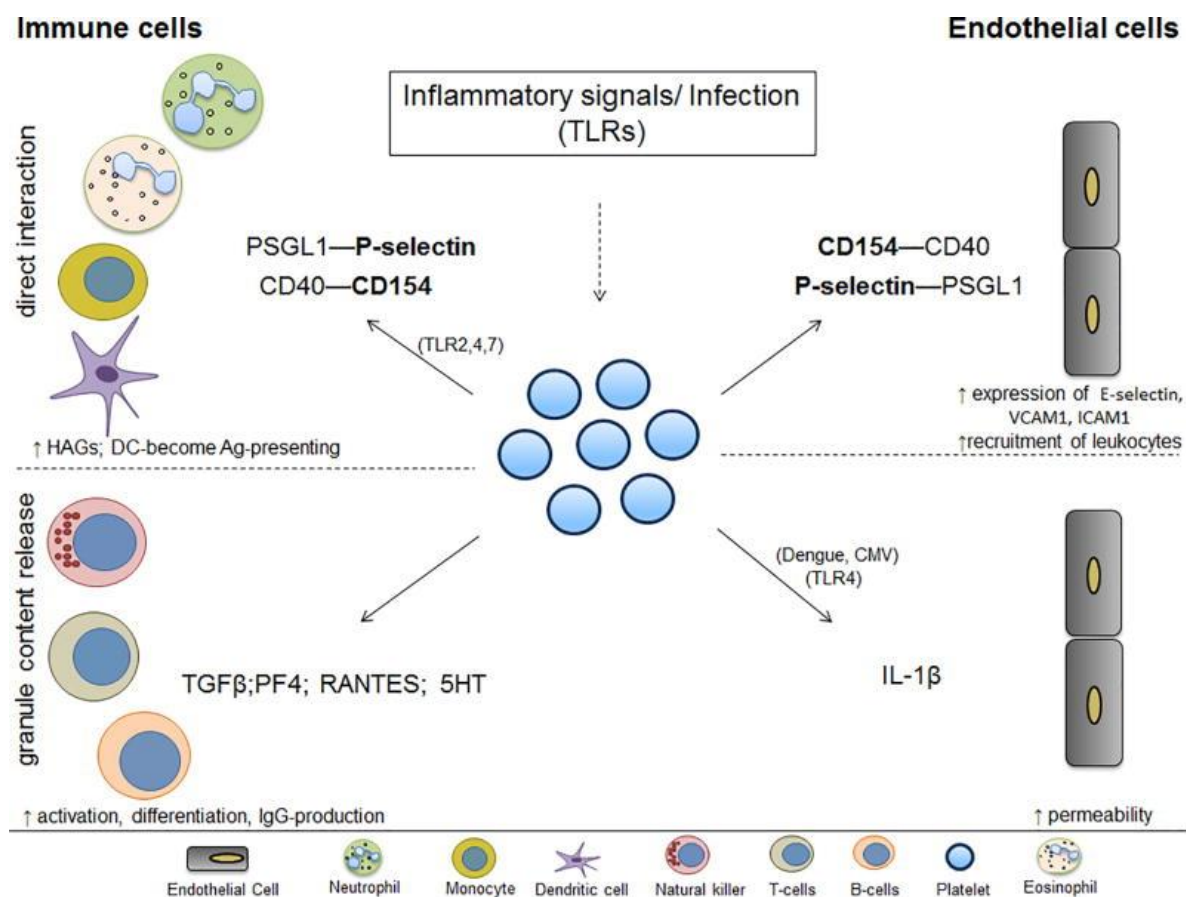 Immune cells
Endothelial cells
Inflammatory signals/ Infection
(TLRs)
direct interaction
PSGL1—P-selectin
CD40—CD154
CD154—CD40
P-selectin—PSGL1
(TLR2,4,7)
↑ HAGs; DC-become Ag-presenting
↑ expression of E-selectin,
VCAM1, ICAM1
↑recruitment of leukocytes
granule content release
(Dengue, CMV)
(TLR4)
TGFβ;PF4; RANTES; 5HT
IL-1β
↑ activation, differentiation, IgG-production
↑ permeability
Endothelial Cell
Neutrophil
Monocyte
Dendritic cell
Natural killer
T-cells
B-cells
Platelet
Eosinophil